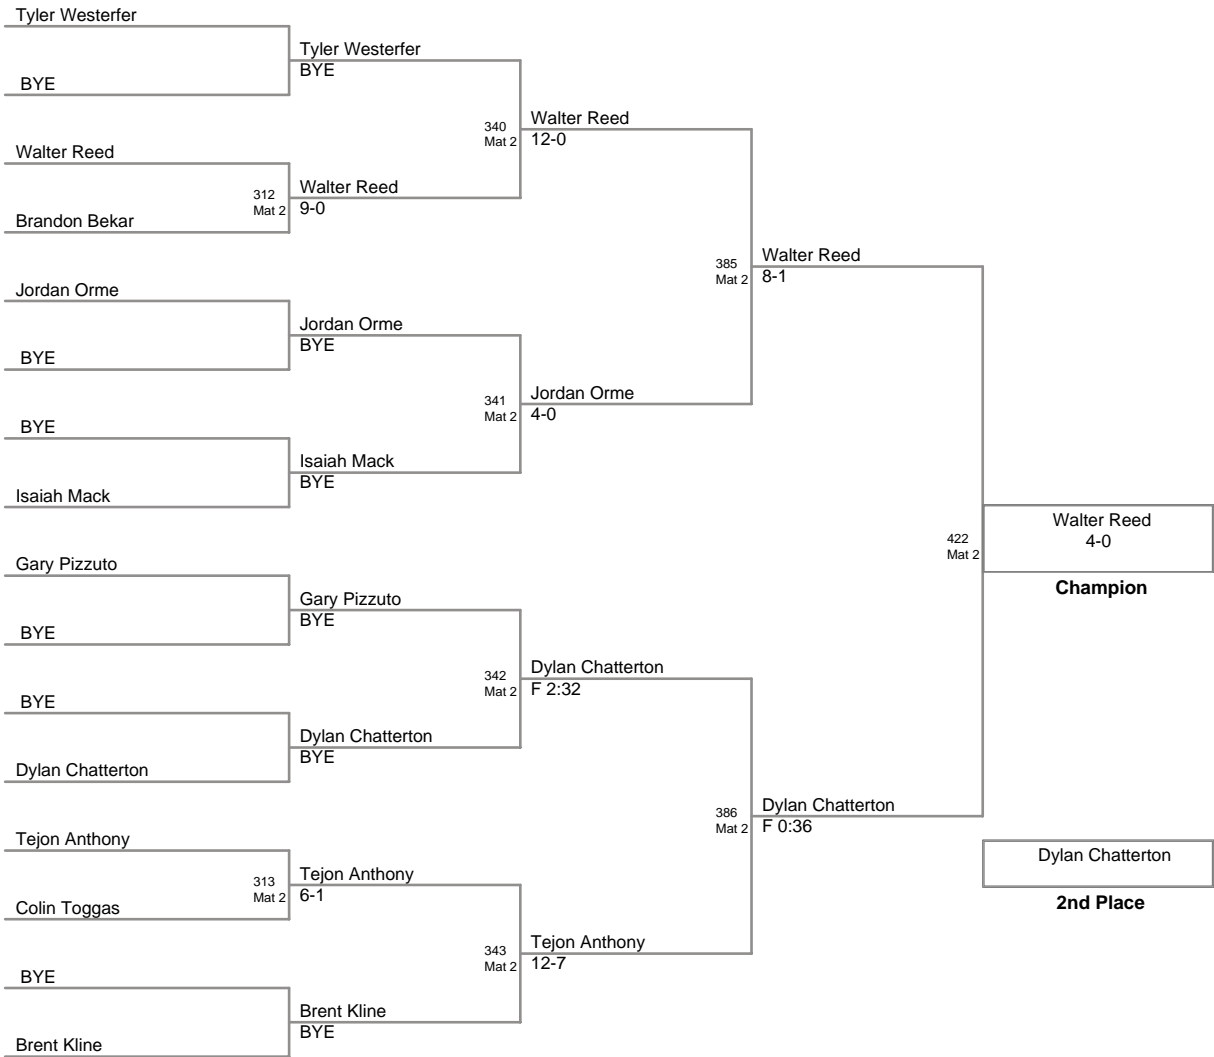 Tyler Westerfer
BYE
Walter Reed
Brandon Bekar
Jordan Orme
BYE
BYE
Isaiah Mack
Gary Pizzuto
BYE
BYE
Dylan Chatterton
Tejon Anthony
Colin Toggas
BYE
Brent Kline
Tyler Westerfer
BYE
312
Mat 2
Walter Reed
9-0
Jordan Orme
BYE
Isaiah Mack
BYE
Gary Pizzuto
BYE
Dylan Chatterton
BYE
313
Mat 2
Tejon Anthony
6-1
Brent Kline
BYE
340
Mat 2
Walter Reed
12-0
341
Mat 2
Jordan Orme
4-0
342
Mat 2
Dylan Chatterton
F 2:32
343
Mat 2
Tejon Anthony
12-7
385
Mat 2
Walter Reed
8-1
386
Mat 2
Dylan Chatterton
F 0:36
422
Mat 2
Walter Reed
4-0
Champion
Dylan Chatterton
2nd Place